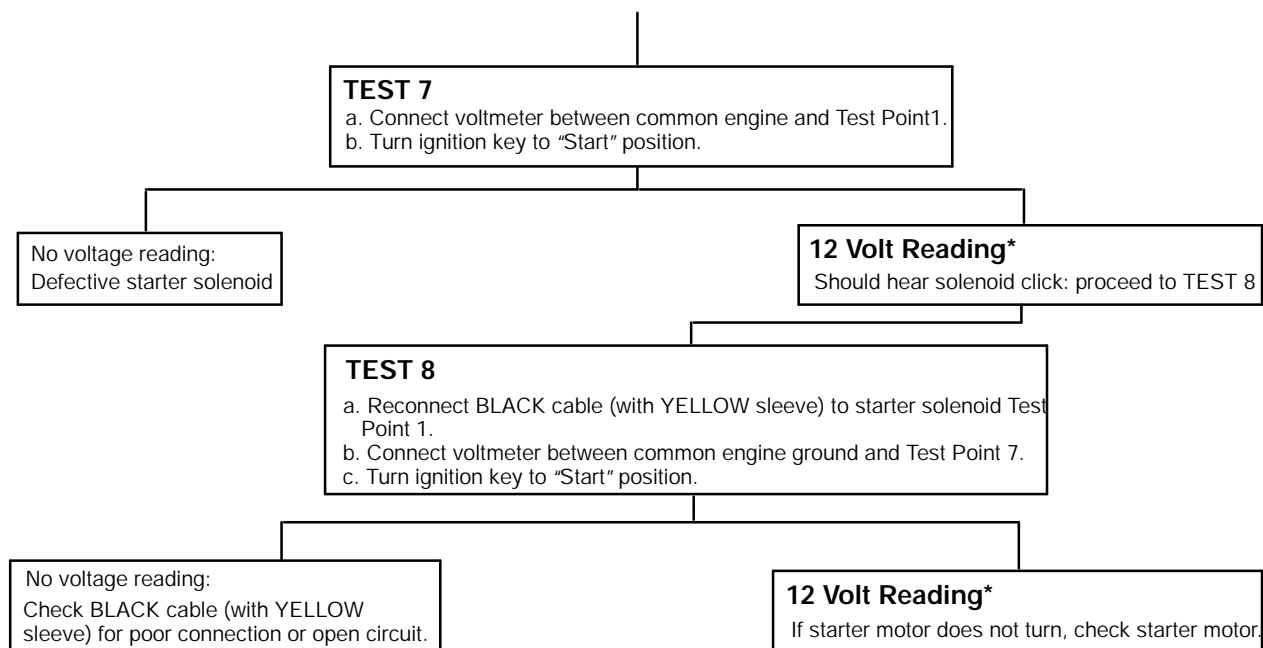 TEST 7
a. Connect voltmeter between common engine and Test Point1.
b. Turn ignition key to “Start” position.
No voltage reading:
Defective starter solenoid
12 Volt Reading*
Should hear solenoid click: proceed to TEST 8
TEST 8
a. Reconnect BLACK cable (with YELLOW sleeve) to starter solenoid Test
Point 1.
b. Connect voltmeter between common engine ground and Test Point 7.
c. Turn ignition key to “Start” position.
No voltage reading:
Check BLACK cable (with YELLOW
sleeve) for poor connection or open circuit.
12 Volt Reading*
If starter motor does not turn, check starter motor.